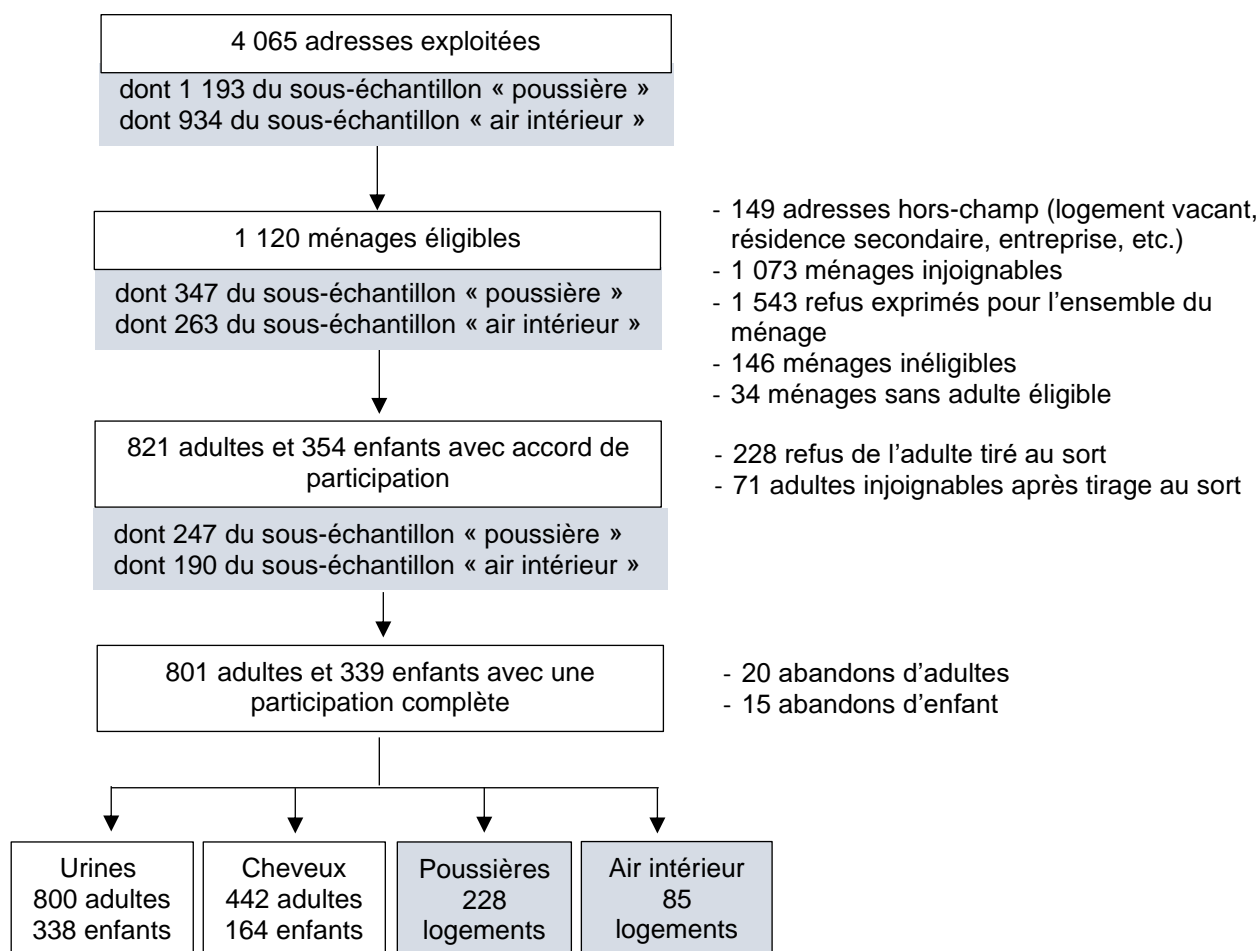 4 065 adresses exploitées
dont 1 193 du sous-échantillon « poussière »
dont 934 du sous-échantillon « air intérieur »
1 120 ménages éligibles
dont 347 du sous-échantillon « poussière »
dont 263 du sous-échantillon « air intérieur »
- 149 adresses hors-champ (logement vacant,
résidence secondaire, entreprise, etc.)
- 1 073 ménages injoignables
- 1 543 refus exprimés pour l’ensemble du
ménage
- 146 ménages inéligibles
- 34 ménages sans adulte éligible
821 adultes et 354 enfants avec accord de
participation
dont 247 du sous-échantillon « poussière »
dont 190 du sous-échantillon « air intérieur »
- 228 refus de l’adulte tiré au sort
- 71 adultes injoignables après tirage au sort
801 adultes et 339 enfants avec une
participation complète
- 20 abandons d’adultes
- 15 abandons d’enfant
Urines
800 adultes
338 enfants
Cheveux
442 adultes
164 enfants
Poussières
228
logements
Air intérieur
85
logements